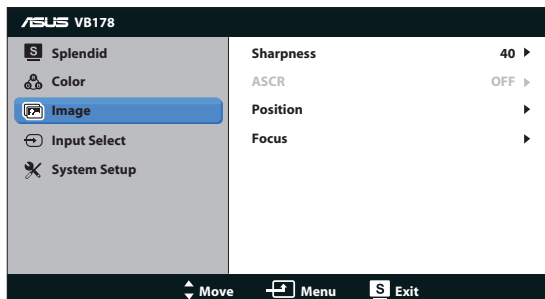 ASUS VB178
S Splendid
Color
Image
Input Select
System Setup
Sharpness 40
ASCR OFF
Position
Focus
Move Menu S Exit